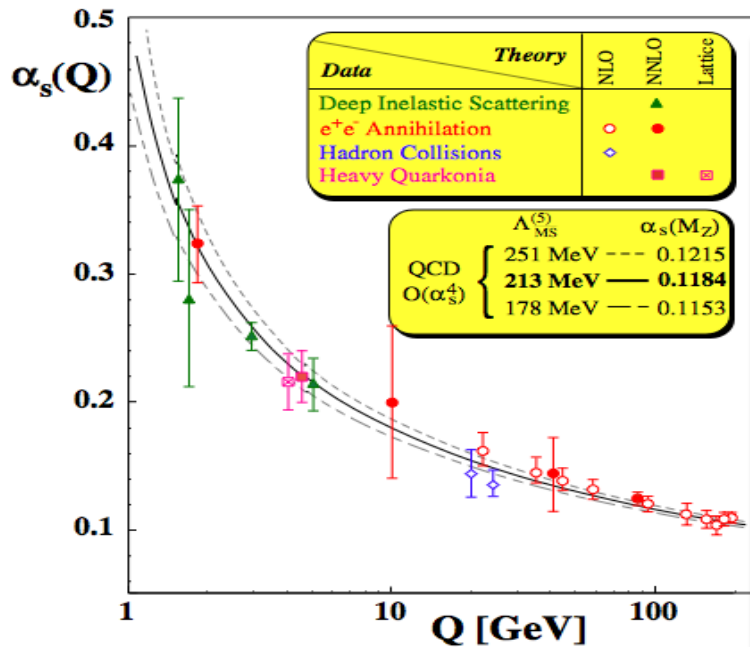 0.5
αs(Q)
0.4
0.3
0.2
0.1
1 10 100
Q [GeV]
Theory
Data
NLO
NNLO
Lattice
Deep Inelastic Scattering
e+e- Annihilation
Hadron Collisions
Heavy Quarkonia
Λ(5)MS αs(MZ)
QCD
O(αs4)
251 MeV 0.1215
213 MeV 0.1184
178 MeV 0.1153